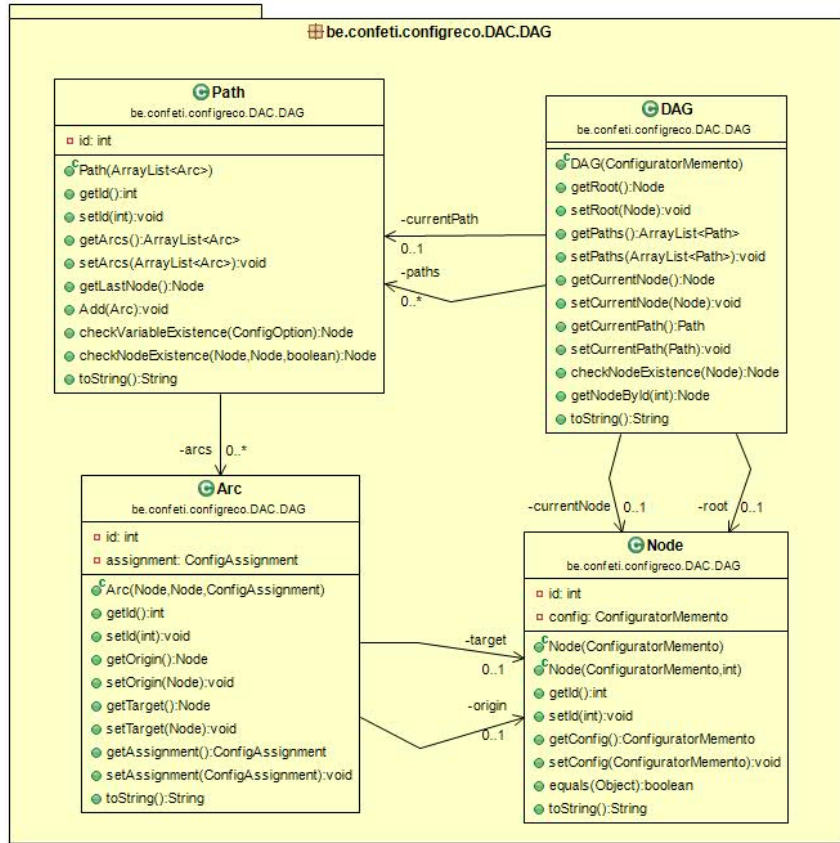 be.confeti.configreco.DAC.DAG
Path
be.confeti.configreco.DAC.DAG
id: int
Path(ArrayList<Arc>)
getId():int
setId(int):void
getArcs():ArrayList<Arc>
setArcs(ArrayList<Arc>):void
getLastNode():Node
Add(Arc):void
checkVariableExistence(ConfigOption):Node
checkNodeExistence(Node,Node,boolean):Node
toString():String
DAG
be.confeti.configreco.DAC.DAG
DAG(ConfiguratorMemento)
getRoot():Node
setRoot(Node):void
getPaths():ArrayList<Path>
setPaths(ArrayList<Path>):void
getCurrentNode():Node
setCurrentNode(Node):void
getCurrentPath():Path
setCurrentPath(Path):void
checkNodeExistence(Node):Node
getNodeById(int):Node
toString():String
-currentPath
0..1
-paths
0..*
-arcs 0..*
-currentNode 0..1
-root 0..1
Arc
be.confeti.configreco.DAC.DAG
id: int
assignment: ConfigAssignment
Arc(Node,Node,ConfigAssignment)
getId():int
setId(int):void
getOrigin():Node
setOrigin(Node):void
getTarget():Node
setTarget(Node):void
getAssignment():ConfigAssignment
setAssignment(ConfigAssignment):void
toString():String
-target
0..1
-origin
0..1
Node
be.confeti.configreco.DAC.DAG
id: int
config: ConfiguratorMemento
Node(ConfiguratorMemento)
Node(ConfiguratorMemento,int)
getId():int
setId(int):void
getConfig():ConfiguratorMemento
setConfig(ConfiguratorMemento):void
equals(Object):boolean
toString():String